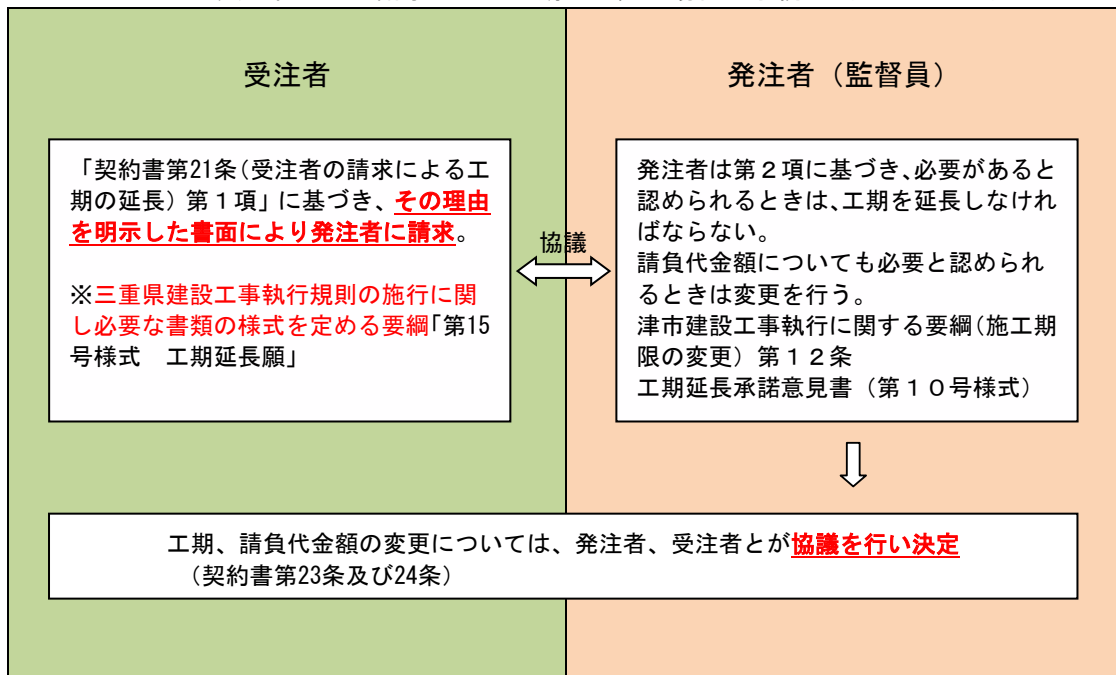 受注者
発注者(監督員)
「契約書第21条(受注者の請求による工
期の延長)第1項」に基づき、その理由
を明示した書面により発注者に請求。
※三重県建設工事執行規則の施行に関
し必要な書類の様式を定める要綱「第15
号様式 工期延長願」
協議
発注者は第2項に基づき、必要があると
認められるときは、工期を延長しなけれ
ばならない。
請負代金額についても必要と認められ
るときは変更を行う。
津市建設工事執行に関する要綱(施工期
限の変更)第12条
工期延長承諾意見書(第10号様式)
工期、請負代金額の変更については、発注者、受注者とが協議を行い決定
(契約書第23条及び24条)